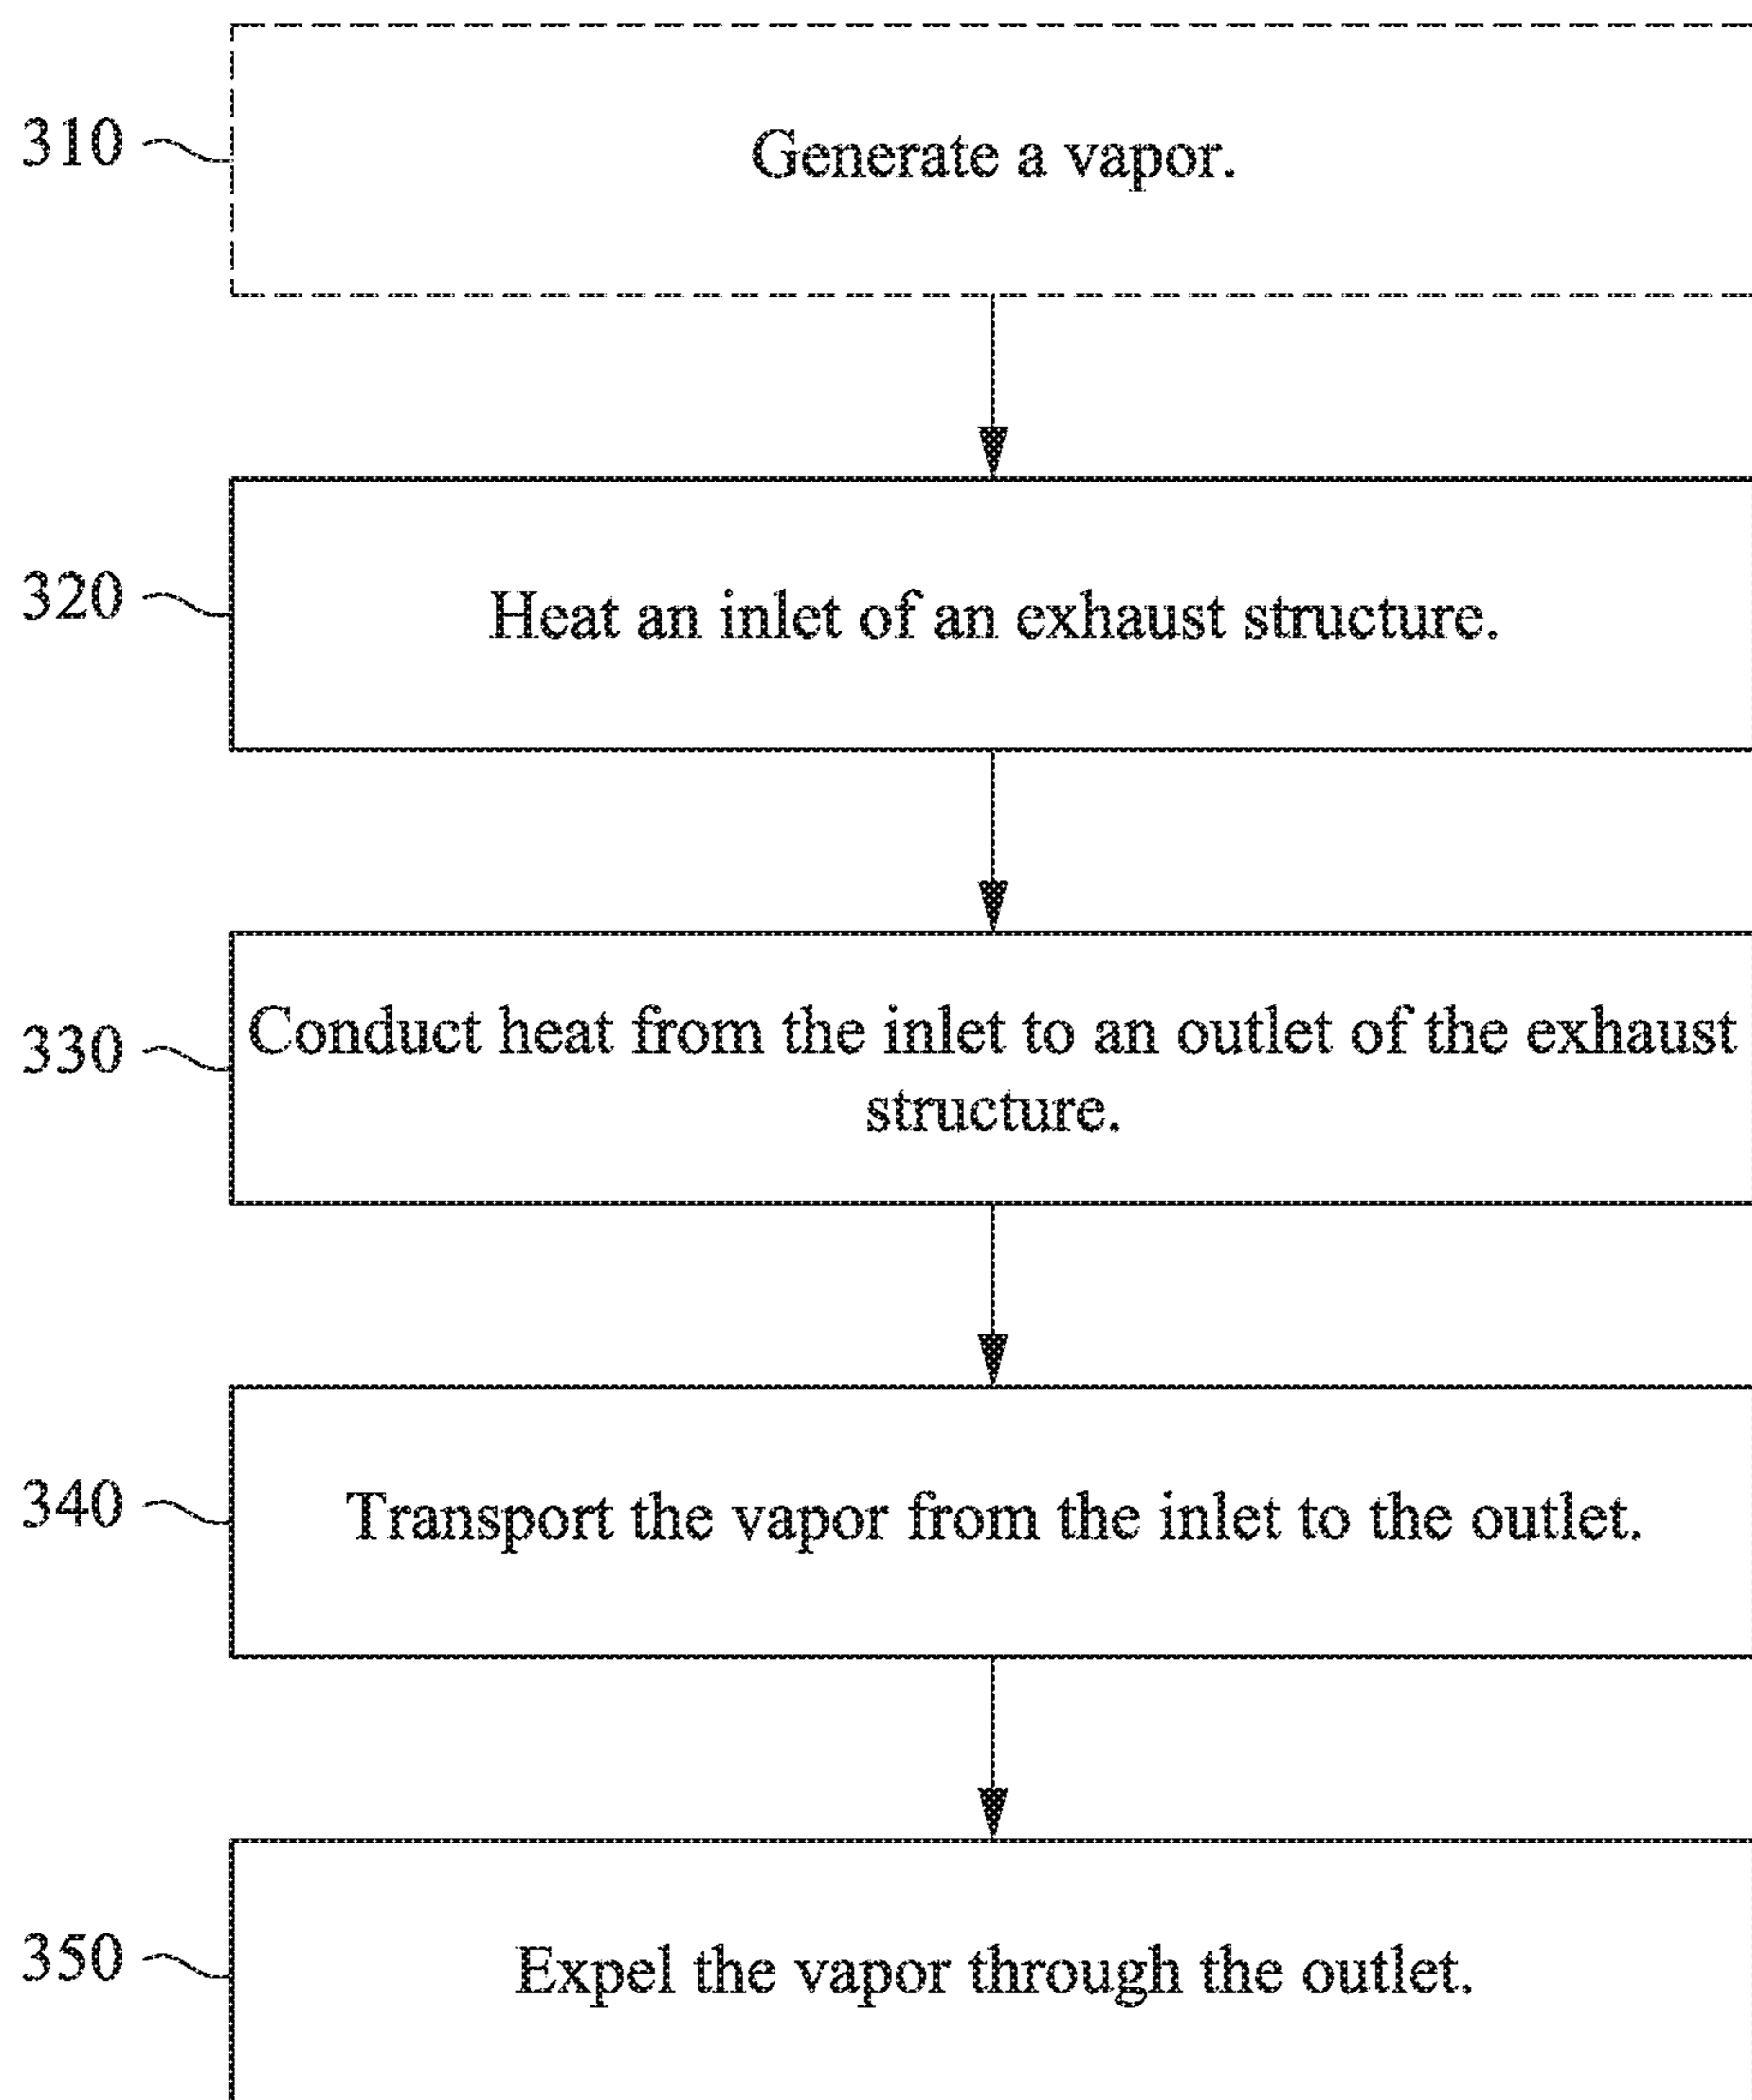 310
Generate a vapor.
320
Heat an inlet of an exhaust structure.
330
Conduct heat from the inlet to an outlet of the exhaust
structure.
340
Transport the vapor from the inlet to the outlet.
350
Expel the vapor through the outlet.